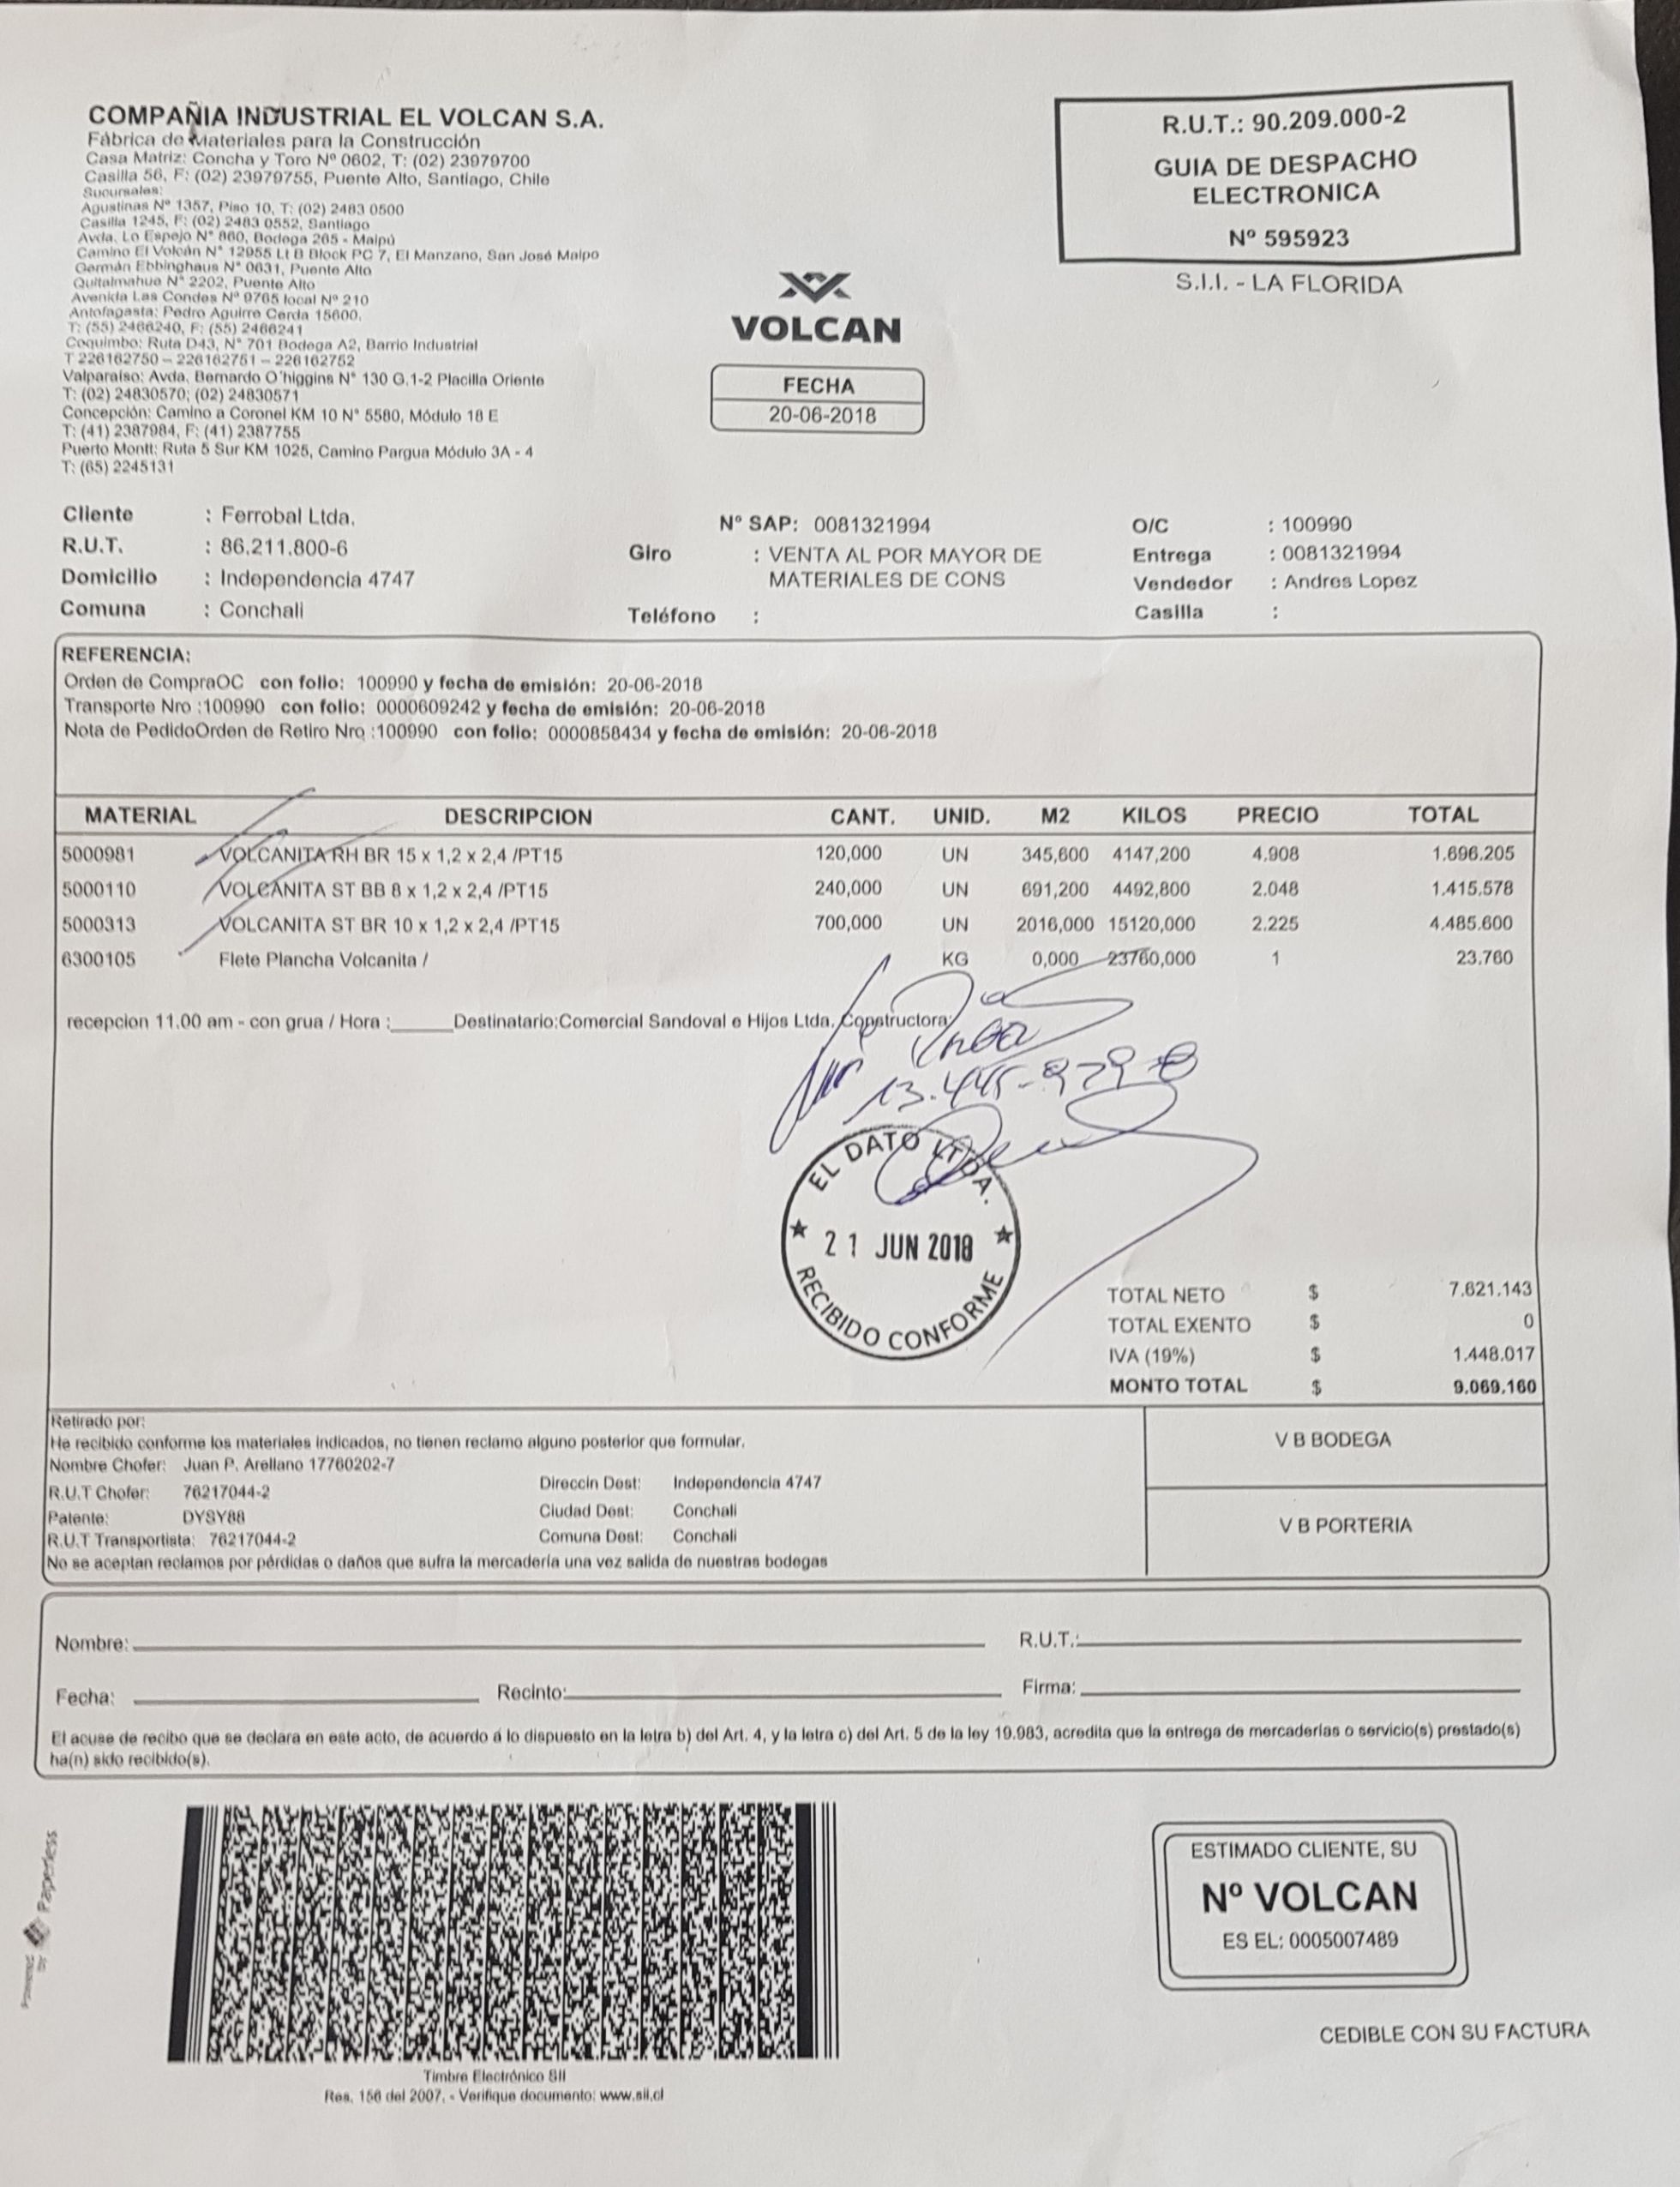 COMPAÑIA INDUSTRIAL EL VOLCAN S.A.
Fábrica de Materiales para la Construcción
Casa Matriz: Concha y Toro Nº 0602, T: (02) 23979700
Casilla 56, F: (02) 23979755, Puente Alto, Santiago, Chile
Sucursales:
Agustinas Nº 1357, Piso 10, T: (02) 2483 0500
Casilla 1245, F: (02) 2483 0552, Santiago
Avda. Lo Espejo N° 860, Bodega 265 - Maipú
Camino El Volcán N° 12955 Lt B Block PC 7, El Manzano, San José Maipo
Germán Ebbinghaus N° 0631, Puente Alto
Quitalmahue N° 2202, Puente Alto
Avenida Las Condes Nº 9765 local Nº 210
Antofagasta: Pedro Aguirre Cerda 15600.
T: (55) 2466240, F: (55) 2466241
Coquimbo: Ruta D43, N° 701 Bodega A2, Barrio Industrial
T 226162750 – 226162751 – 226162752
Valparaíso: Avda. Bernardo O'higgins N° 130 G.1-2 Placilla Oriente
T: (02) 24830570; (02) 24830571
Concepción: Camino a Coronel KM 10 N° 5580, Módulo 18 E
T: (41) 2387984, F: (41) 2387755
Puerto Montt: Ruta 5 Sur KM 1025, Camino Pargua Módulo 3A - 4
T: (65) 2245131
VOLCAN
FECHA
20-06-2018
R.U.T.: 90.209.000-2
GUIA DE DESPACHO
ELECTRONICA
Nº 595923
S.I.I. - LA FLORIDA
Cliente : Ferrobal Ltda.
R.U.T. : 86.211.800-6
Domicilio : Independencia 4747
Comuna : Conchali
Nº SAP: 0081321994
Giro : VENTA AL POR MAYOR DE
MATERIALES DE CONS
Teléfono :
O/C : 100990
Entrega : 0081321994
Vendedor : Andres Lopez
Casilla :
REFERENCIA:
Orden de CompraOC con folio: 100990 y fecha de emisión: 20-06-2018
Transporte Nro :100990 con folio: 0000609242 y fecha de emisión: 20-06-2018
Nota de PedidoOrden de Retiro Nro :100990 con folio: 0000858434 y fecha de emisión: 20-06-2018
MATERIAL DESCRIPCION CANT. UNID. M2 KILOS PRECIO TOTAL
5000981 VOLCANITA RH BR 15 x 1,2 x 2,4 /PT15 120,000 UN 345,600 4147,200 4.908 1.696.205
5000110 VOLCANITA ST BB 8 x 1,2 x 2,4 /PT15 240,000 UN 691,200 4492,800 2.048 1.415.578
5000313 VOLCANITA ST BR 10 x 1,2 x 2,4 /PT15 700,000 UN 2016,000 15120,000 2.225 4.485.600
6300105 Flete Plancha Volcanita / KG 0,000 23760,000 1 23.760
recepcion 11.00 am - con grua / Hora :______Destinatario:Comercial Sandoval e Hijos Ltda. Constructora:
EL DATO LTDA.
21 JUN 2018
RECIBIDO CONFORME
TOTAL NETO $ 7.621.143
TOTAL EXENTO $ 0
IVA (19%) $ 1.448.017
MONTO TOTAL $ 9.069.160
Retirado por:
He recibido conforme los materiales indicados, no tienen reclamo alguno posterior que formular.
Nombre Chofer: Juan P. Arellano 17760202-7
R.U.T Chofer: 76217044-2
Patente: DYSY88
R.U.T Transportista: 76217044-2
Direccin Dest: Independencia 4747
Ciudad Dest: Conchali
Comuna Dest: Conchali
No se aceptan reclamos por pérdidas o daños que sufra la mercadería una vez salida de nuestras bodegas
V B BODEGA
V B PORTERIA
Nombre: R.U.T.:
Fecha: Recinto: Firma:
El acuse de recibo que se declara en este acto, de acuerdo á lo dispuesto en la letra b) del Art. 4, y la letra c) del Art. 5 de la ley 19.983, acredita que la entrega de mercaderías o servicio(s) prestado(s)
ha(n) sido recibido(s).
Powered by Paperless
Timbre Electrónico SII
Res. 156 del 2007. - Verifique documento: www.sii.cl
ESTIMADO CLIENTE, SU
Nº VOLCAN
ES EL: 0005007489
CEDIBLE CON SU FACTURA